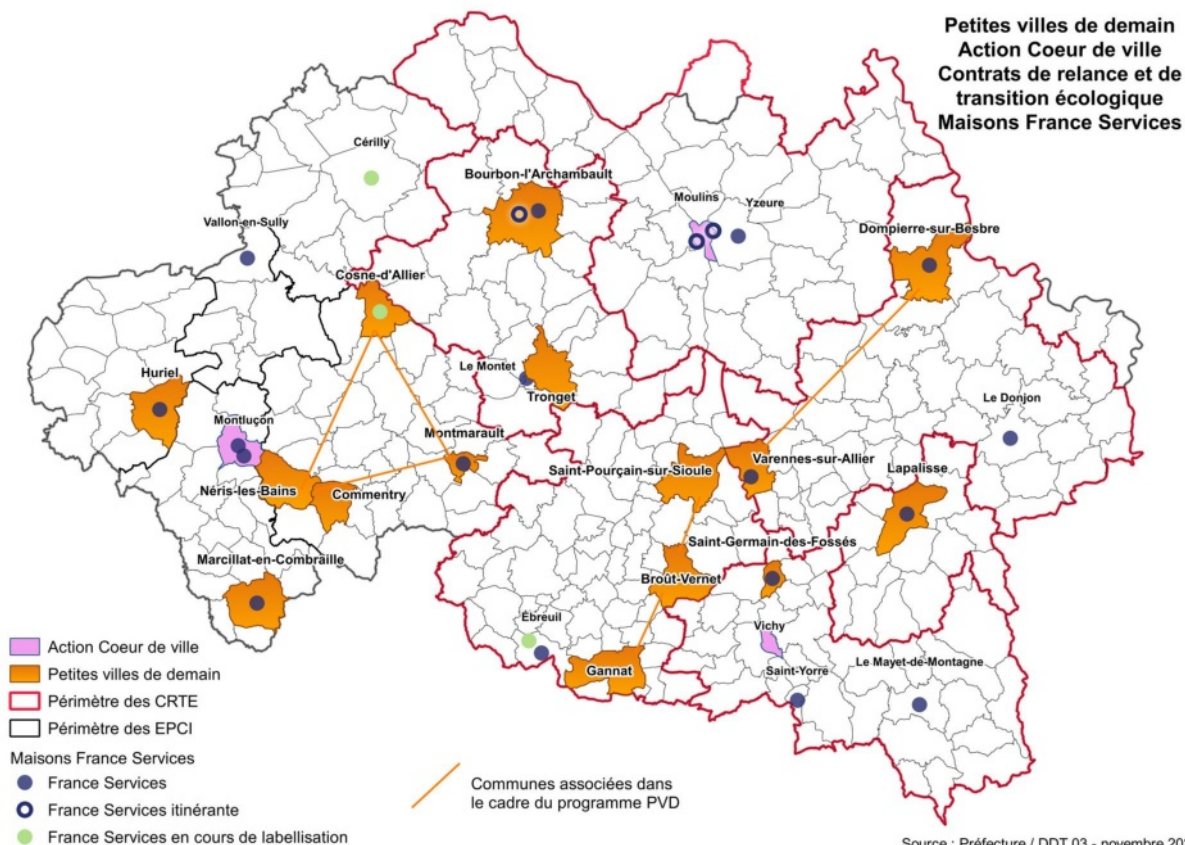 Petites villes de demain
Action Coeur de ville
Contrats de relance et de
transition écologique
Maisons France Services
Cérilly
Bourbon-l'Archambault
Moulins
Yzeure
Vallon-en-Sully
Dompierre-sur-Besbre
Cosne-d'Allier
Le Montet
Tronget
Huriel
Montluçon
Le Donjon
Montmarault
Saint-Pourçain-sur-Sioule
Varennes-sur-Allier
Lapalisse
Néris-les-Bains
Commentry
Saint-Germain-des-Fossés
Marcillat-en-Combraille
Broût-Vernet
Ébreuil
Vichy
Gannat
Saint-Yorre
Le Mayet-de-Montagne
Action Coeur de ville
Petites villes de demain
Périmètre des CRTE
Périmètre des EPCI
Maisons France Services
France Services
France Services itinérante
France Services en cours de labellisation
Communes associées dans
le cadre du programme PVD
Source : Préfecture / DDT 03 - novembre